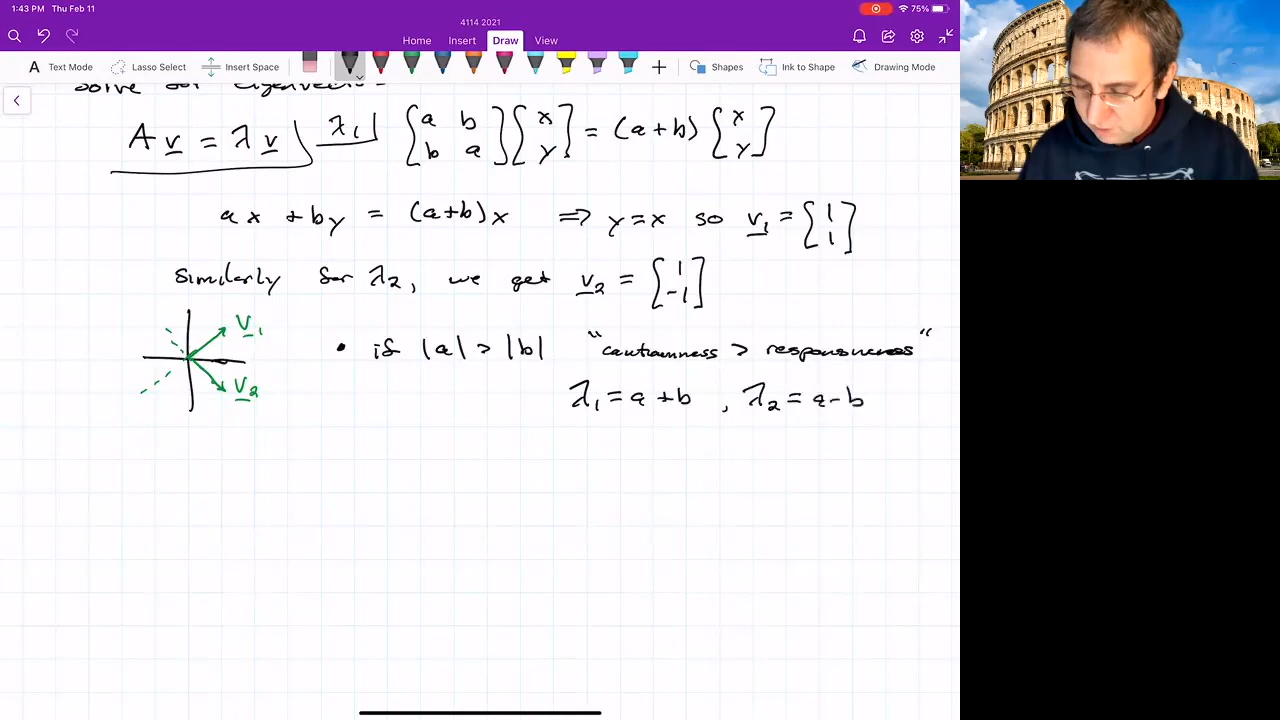 1:43 PM Thu Feb 11
75%
4114 2021
Home Insert Draw View
Text Mode Lasso Select Insert Space Shapes Ink to Shape Drawing Mode
Solve for
A v = λ v λ₁ [a b b a] [x y] = (a+b) [x y]
ax + by = (a+b)x ⇒ y=x so v₁ = [1 1]
Similarly for λ₂, we get v₂ = [1 -1]
v₁
v₂
• if |a| > |b| "cautiousness > responsiveness"
λ₁ = a+b , λ₂ = a-b